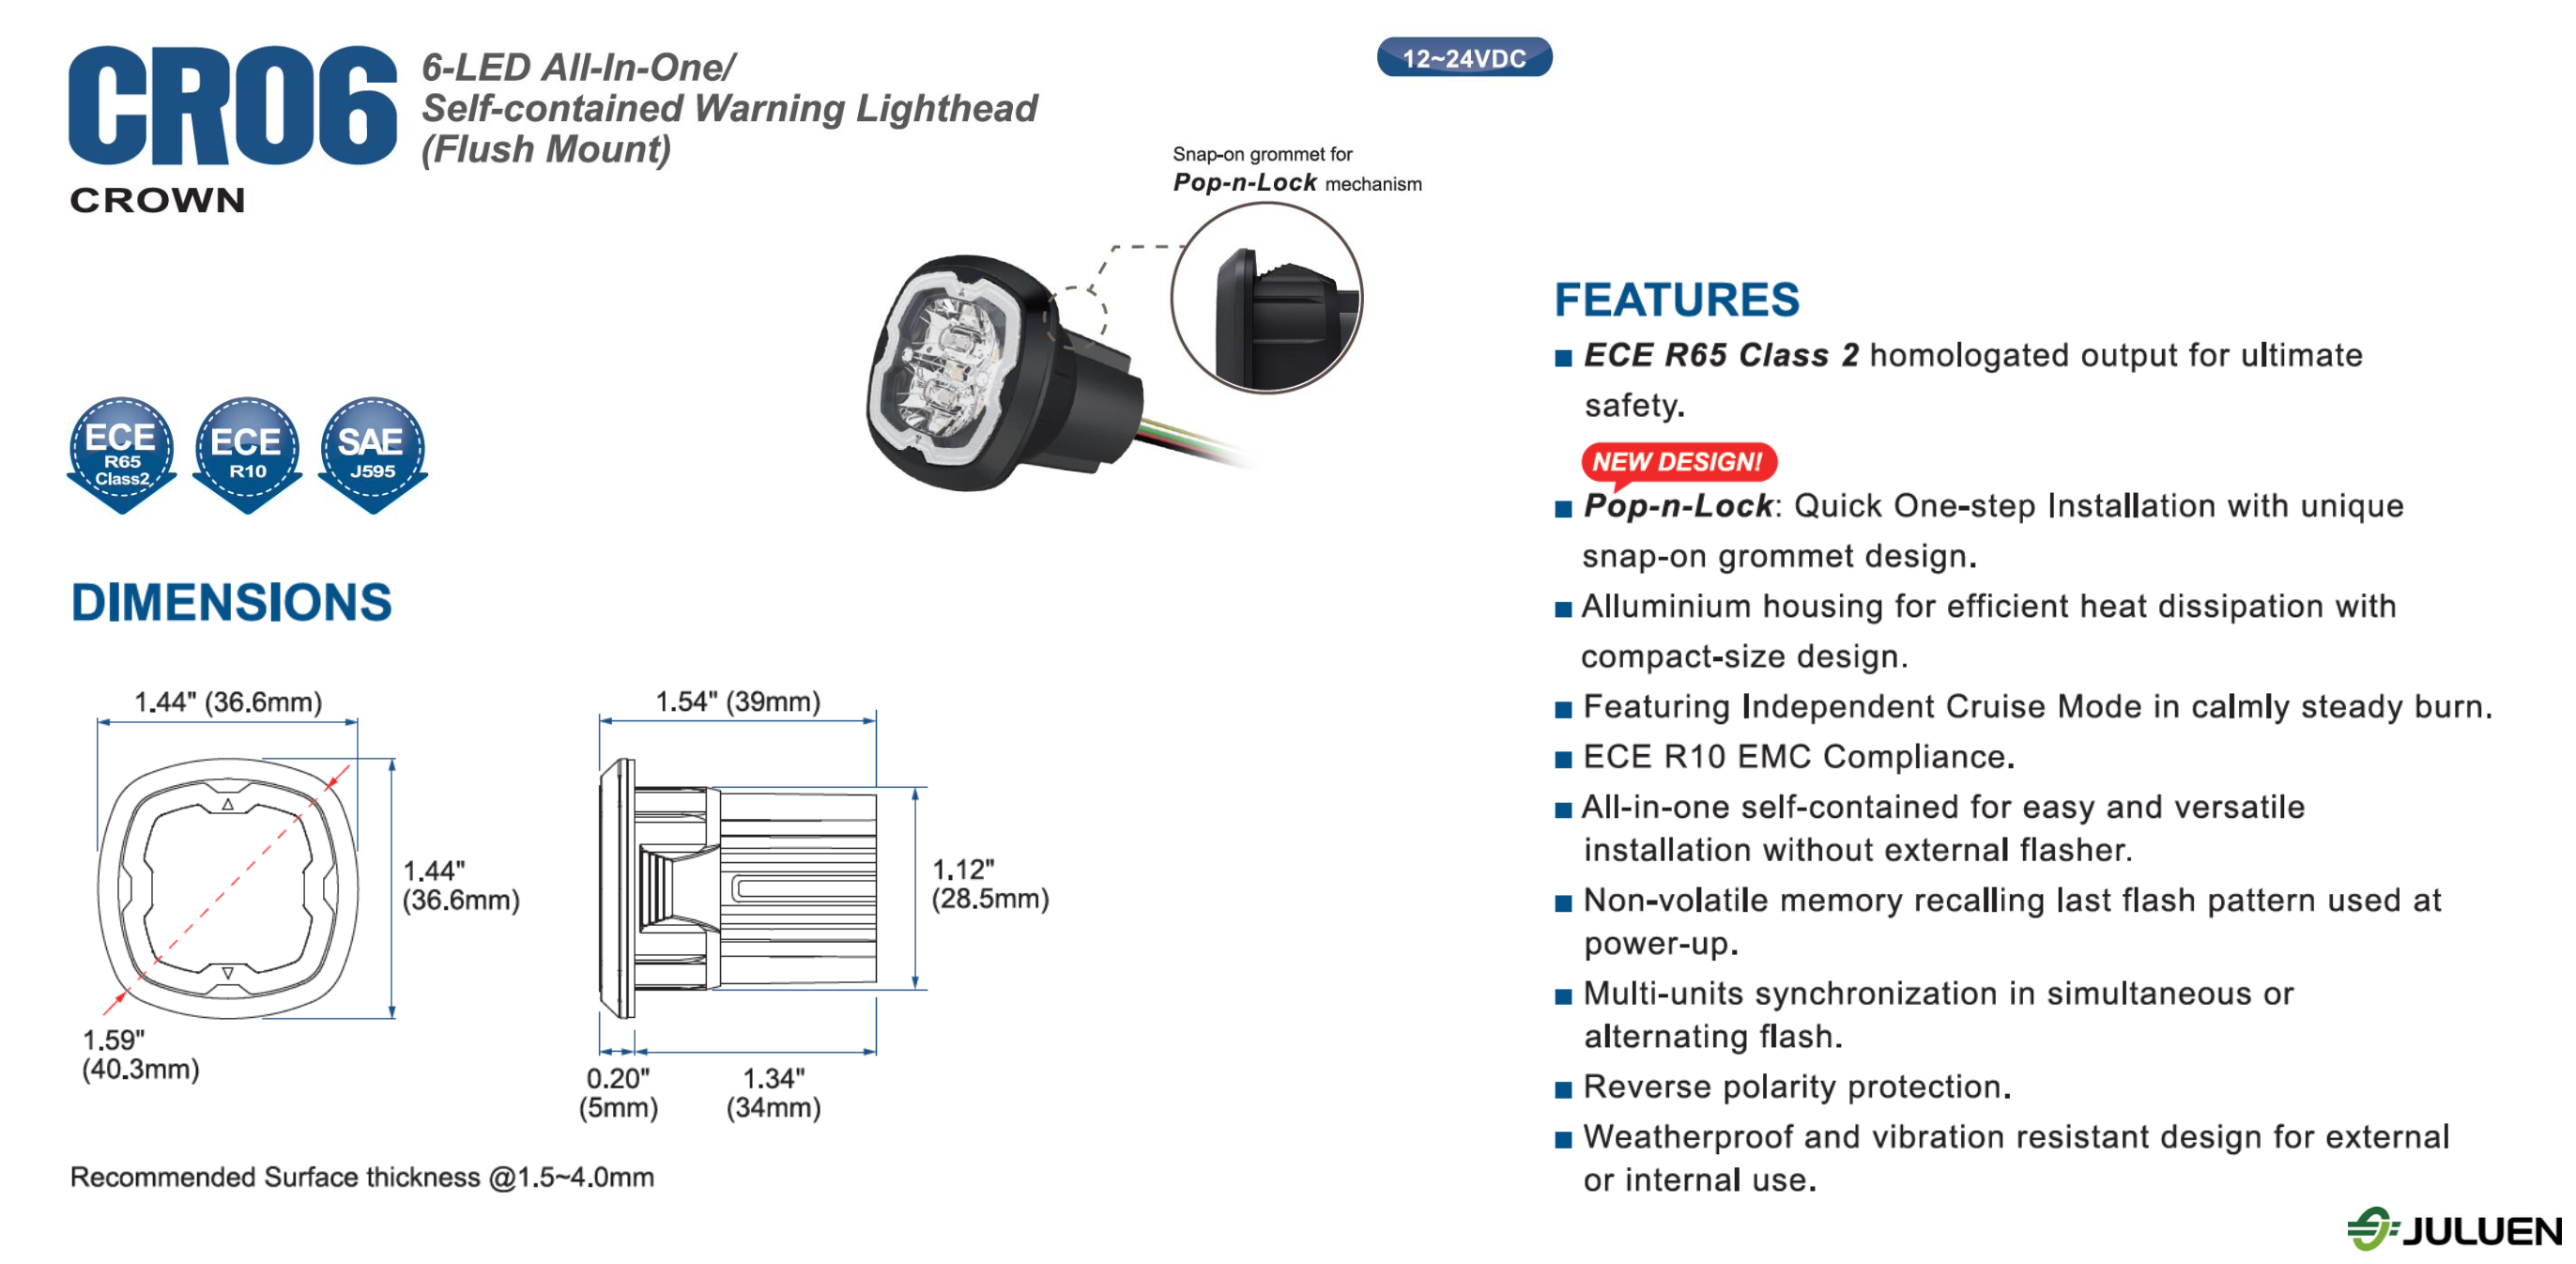 CR06
CROWN
6-LED All-In-One/
Self-contained Warning Lighthead
(Flush Mount)
12~24VDC
Snap-on grommet for
Pop-n-Lock mechanism
ECE
R65
Class2
ECE
R10
SAE
J595
DIMENSIONS
1.44" (36.6mm)
1.44"
(36.6mm)
1.59"
(40.3mm)
1.54" (39mm)
1.12"
(28.5mm)
0.20"
(5mm)
1.34"
(34mm)
Recommended Surface thickness @1.5~4.0mm
FEATURES
ECE R65 Class 2 homologated output for ultimate
safety.
NEW DESIGN!
Pop-n-Lock: Quick One-step Installation with unique
snap-on grommet design.
Alluminium housing for efficient heat dissipation with
compact-size design.
Featuring Independent Cruise Mode in calmly steady burn.
ECE R10 EMC Compliance.
All-in-one self-contained for easy and versatile
installation without external flasher.
Non-volatile memory recalling last flash pattern used at
power-up.
Multi-units synchronization in simultaneous or
alternating flash.
Reverse polarity protection.
Weatherproof and vibration resistant design for external
or internal use.
JULUEN